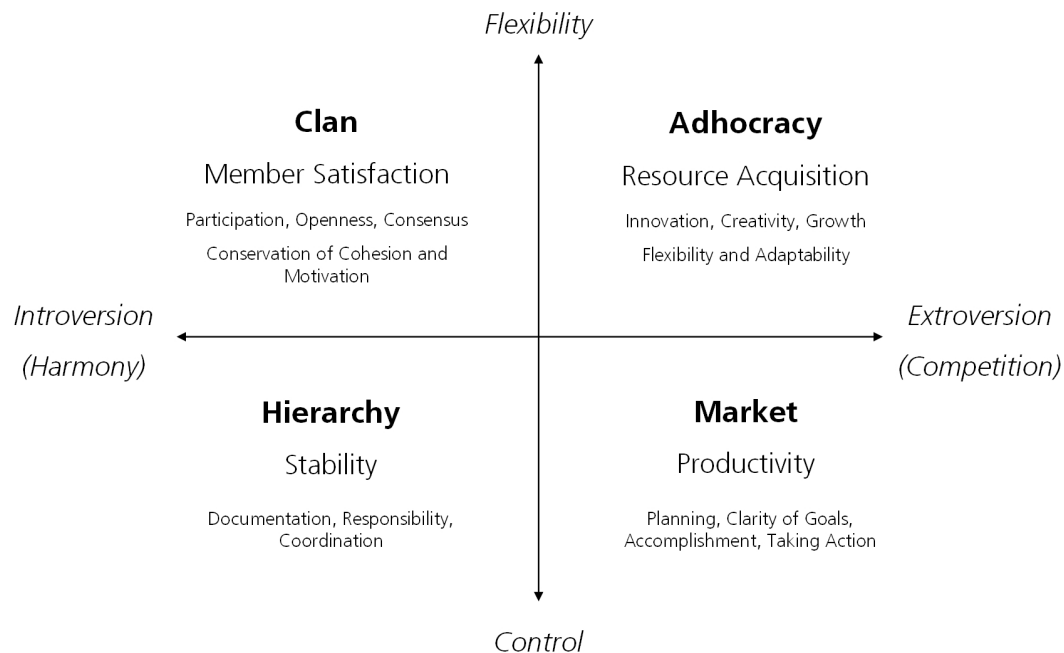 Flexibility
Clan
Member Satisfaction
Participation, Openness, Consensus
Conservation of Cohesion and
Motivation
Adhocracy
Resource Acquisition
Innovation, Creativity, Growth
Flexibility and Adaptability
Introversion
(Harmony)
Extroversion
(Competition)
Hierarchy
Stability
Documentation, Responsibility,
Coordination
Market
Productivity
Planning, Clarity of Goals,
Accomplishment, Taking Action
Control